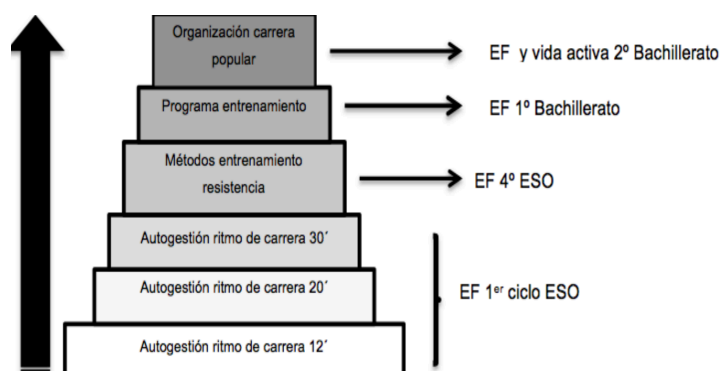 Organización carrera
popular
EF y vida activa 2º Bachillerato
Programa entrenamiento
EF 1º Bachillerato
Métodos entrenamiento
resistencia
EF 4º ESO
Autogestión ritmo de carrera 30´
Autogestión ritmo de carrera 20´
EF 1er ciclo ESO
Autogestión ritmo de carrera 12´